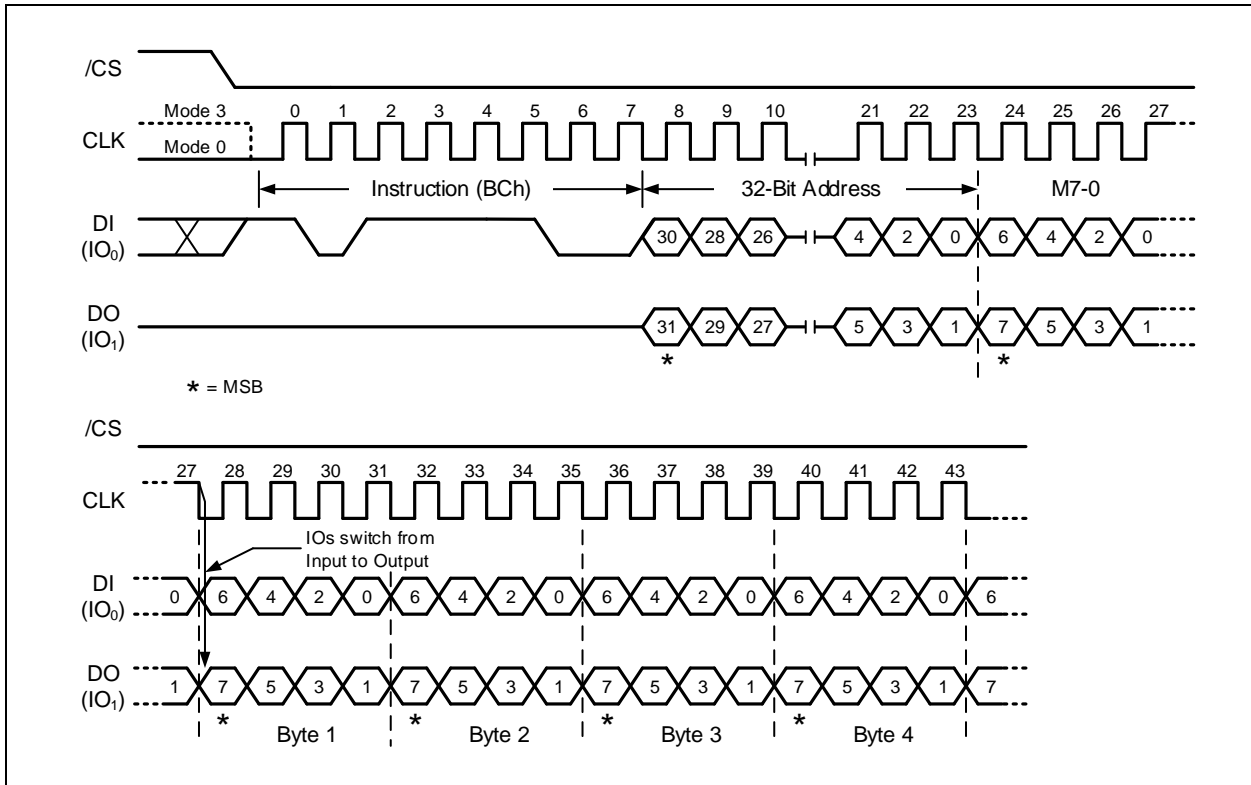 /CS
Mode 3 0 1 2 3 4 5 6 7 8 9 10 21 22 23 24 25 26 27
CLK Mode 0
Instruction (BCh) 32-Bit Address M7-0
DI
(IO0) 30 28 26 4 2 0 6 4 2 0
DO
(IO1) 31 29 27 5 3 1 7 5 3 1
* *
* = MSB
/CS
27 28 29 30 31 32 33 34 35 36 37 38 39 40 41 42 43
CLK
IOs switch from
Input to Output
DI
(IO0) 0 6 4 2 0 6 4 2 0 6 4 2 0 6 4 2 0 6
DO
(IO1) 1 7 5 3 1 7 5 3 1 7 5 3 1 7 5 3 1 7
* * * *
Byte 1 Byte 2 Byte 3 Byte 4